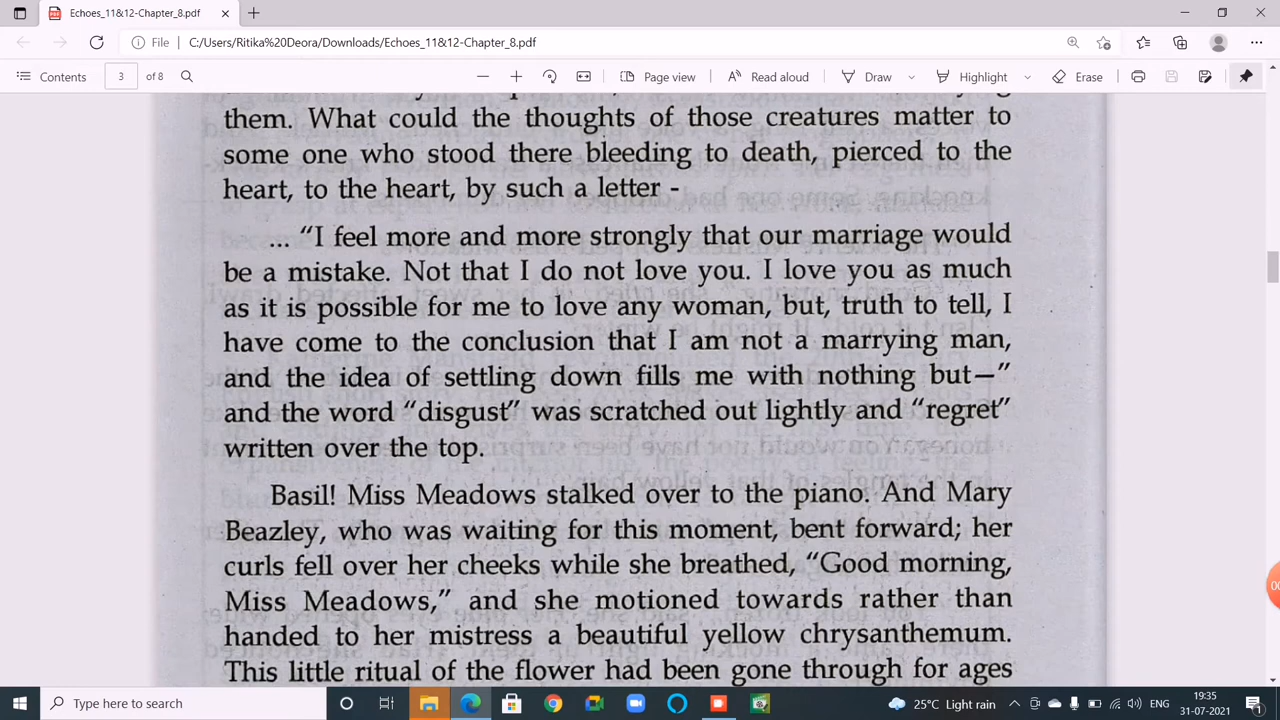 Echoes_11&12-Chapter_8.pdf
File C:/Users/Ritika%20Deora/Downloads/Echoes_11&12-Chapter_8.pdf
Contents 3 of 8 Page view Read aloud Draw Highlight Erase
them. What could the thoughts of those creatures matter to
some one who stood there bleeding to death, pierced to the
heart, to the heart, by such a letter -
... “I feel more and more strongly that our marriage would
be a mistake. Not that I do not love you. I love you as much
as it is possible for me to love any woman, but, truth to tell, I
have come to the conclusion that I am not a marrying man,
and the idea of settling down fills me with nothing but—”
and the word “disgust” was scratched out lightly and “regret”
written over the top.
Basil! Miss Meadows stalked over to the piano. And Mary
Beazley, who was waiting for this moment, bent forward; her
curls fell over her cheeks while she breathed, “Good morning,
Miss Meadows,” and she motioned towards rather than
handed to her mistress a beautiful yellow chrysanthemum.
This little ritual of the flower had been gone through for ages
Type here to search 25°C Light rain ENG 19:35
31-07-2021